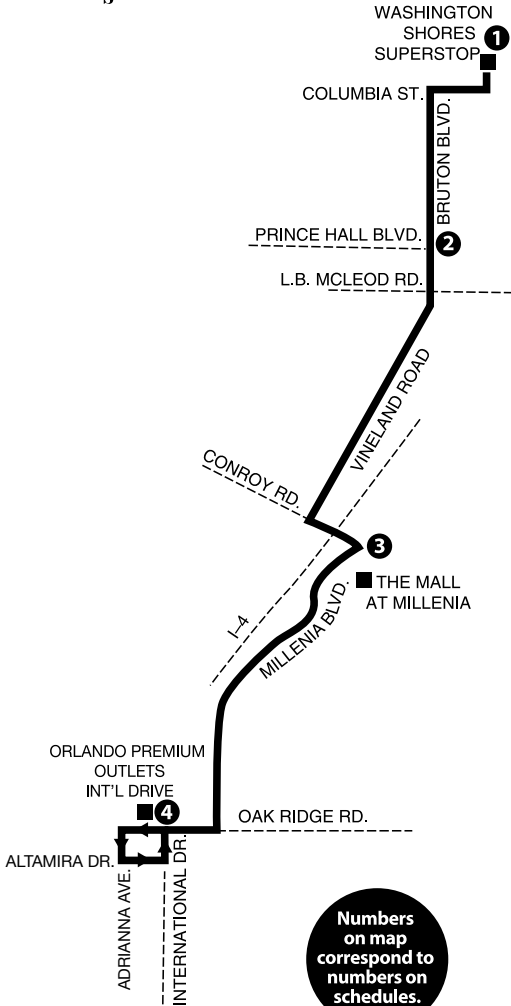 WASHINGTON
SHORES
SUPERSTOP
1
COLUMBIA ST.
BRUTON BLVD.
PRINCE HALL BLVD.
2
L.B. MCLEOD RD.
VINELAND ROAD
CONROY RD.
3
THE MALL
AT MILLENIA
I-4
MILLENIA BLVD.
ORLANDO PREMIUM
OUTLETS
INT'L DRIVE
4
OAK RIDGE RD.
ALTAMIRA DR.
ADRIANNA AVE.
INTERNATIONAL DR.
Numbers
on map
correspond to
numbers on
schedules.